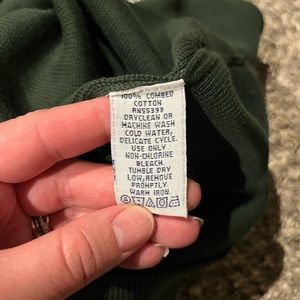 100% COMBED
COTTON
RN55393
DRYCLEAN OR
MACHINE WASH
COLD WATER,
DELICATE CYCLE.
USE ONLY
NON-CHLORINE
BLEACH.
TUMBLE DRY
LOW,REMOVE
PROMPTLY.
WARM IRON